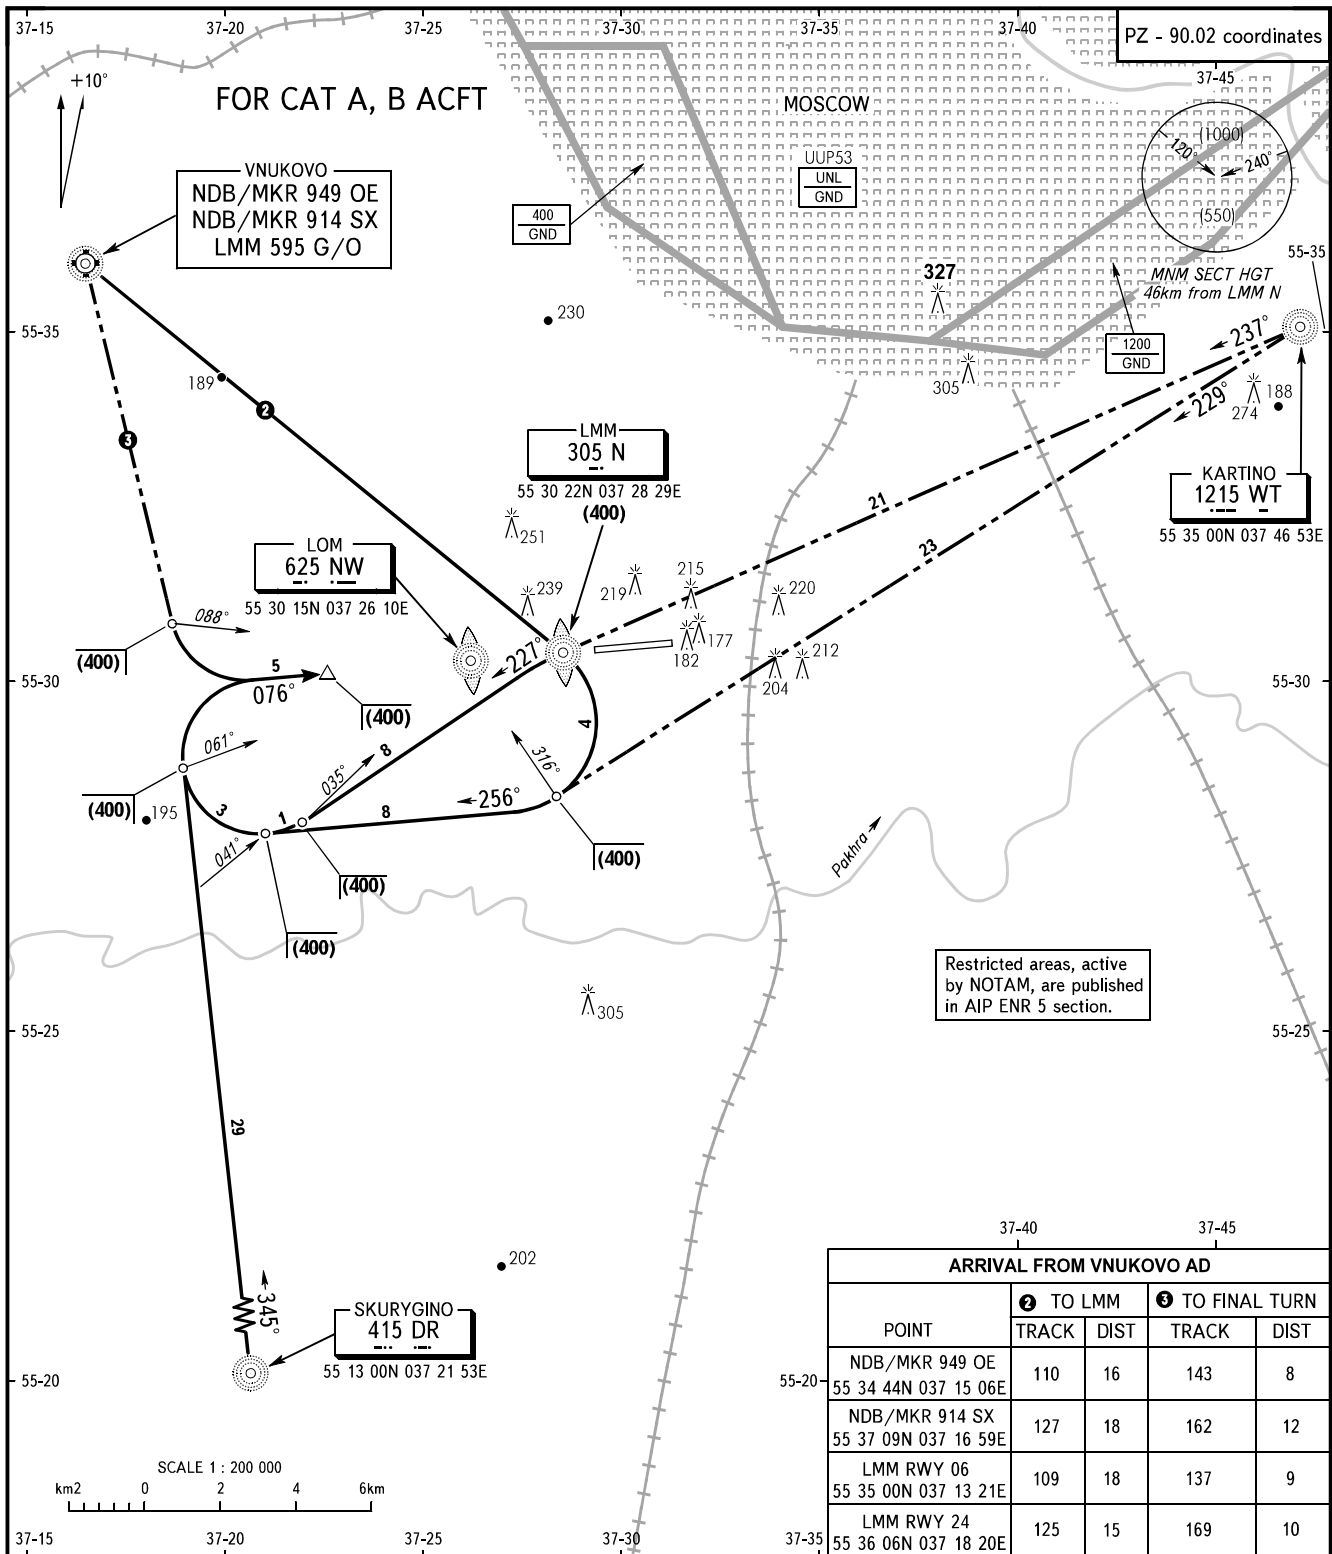 37-15
37-20
37-25
37-30
37-35
37-40
PZ - 90.02 coordinates
37-45
+10°
FOR CAT A, B ACFT
MOSCOW
(1000)
120°
240°
(550)
UUP53
UNL
GND
VNUKOVO
NDB/MKR 949 OE
NDB/MKR 914 SX
LMM 595 G/O
400
GND
55-35
MNM SECT HGT
46km from LMM N
327
230
55-35
237°
1200
GND
305
189
229°
188
274
2
3
LMM
305 N
55 30 22N 037 28 29E
(400)
KARTINO
1215 WT
55 35 00N 037 46 53E
21
23
251
LOM
625 NW
55 30 15N 037 26 10E
239
219
215
220
088°
177
182
212
204
227°
(400)
5
076°
55-30
55-30
(400)
4
061°
8
316°
035°
(400)
195
3
1
8
256°
041°
(400)
(400)
(400)
Pakhra
Restricted areas, active
by NOTAM, are published
in AIP ENR 5 section.
305
55-25
55-25
29
202
345°
SKURYGINO
415 DR
55 13 00N 037 21 53E
55-20
55-20
37-40
37-45
ARRIVAL FROM VNUKOVO AD
POINT
2 TO LMM
3 TO FINAL TURN
TRACK DIST TRACK DIST
NDB/MKR 949 OE
55 34 44N 037 15 06E
110 16 143 8
NDB/MKR 914 SX
55 37 09N 037 16 59E
127 18 162 12
LMM RWY 06
55 35 00N 037 13 21E
109 18 137 9
LMM RWY 24
55 36 06N 037 18 20E
125 15 169 10
SCALE 1 : 200 000
km2 0 2 4 6km
37-15
37-20
37-25
37-30
37-35